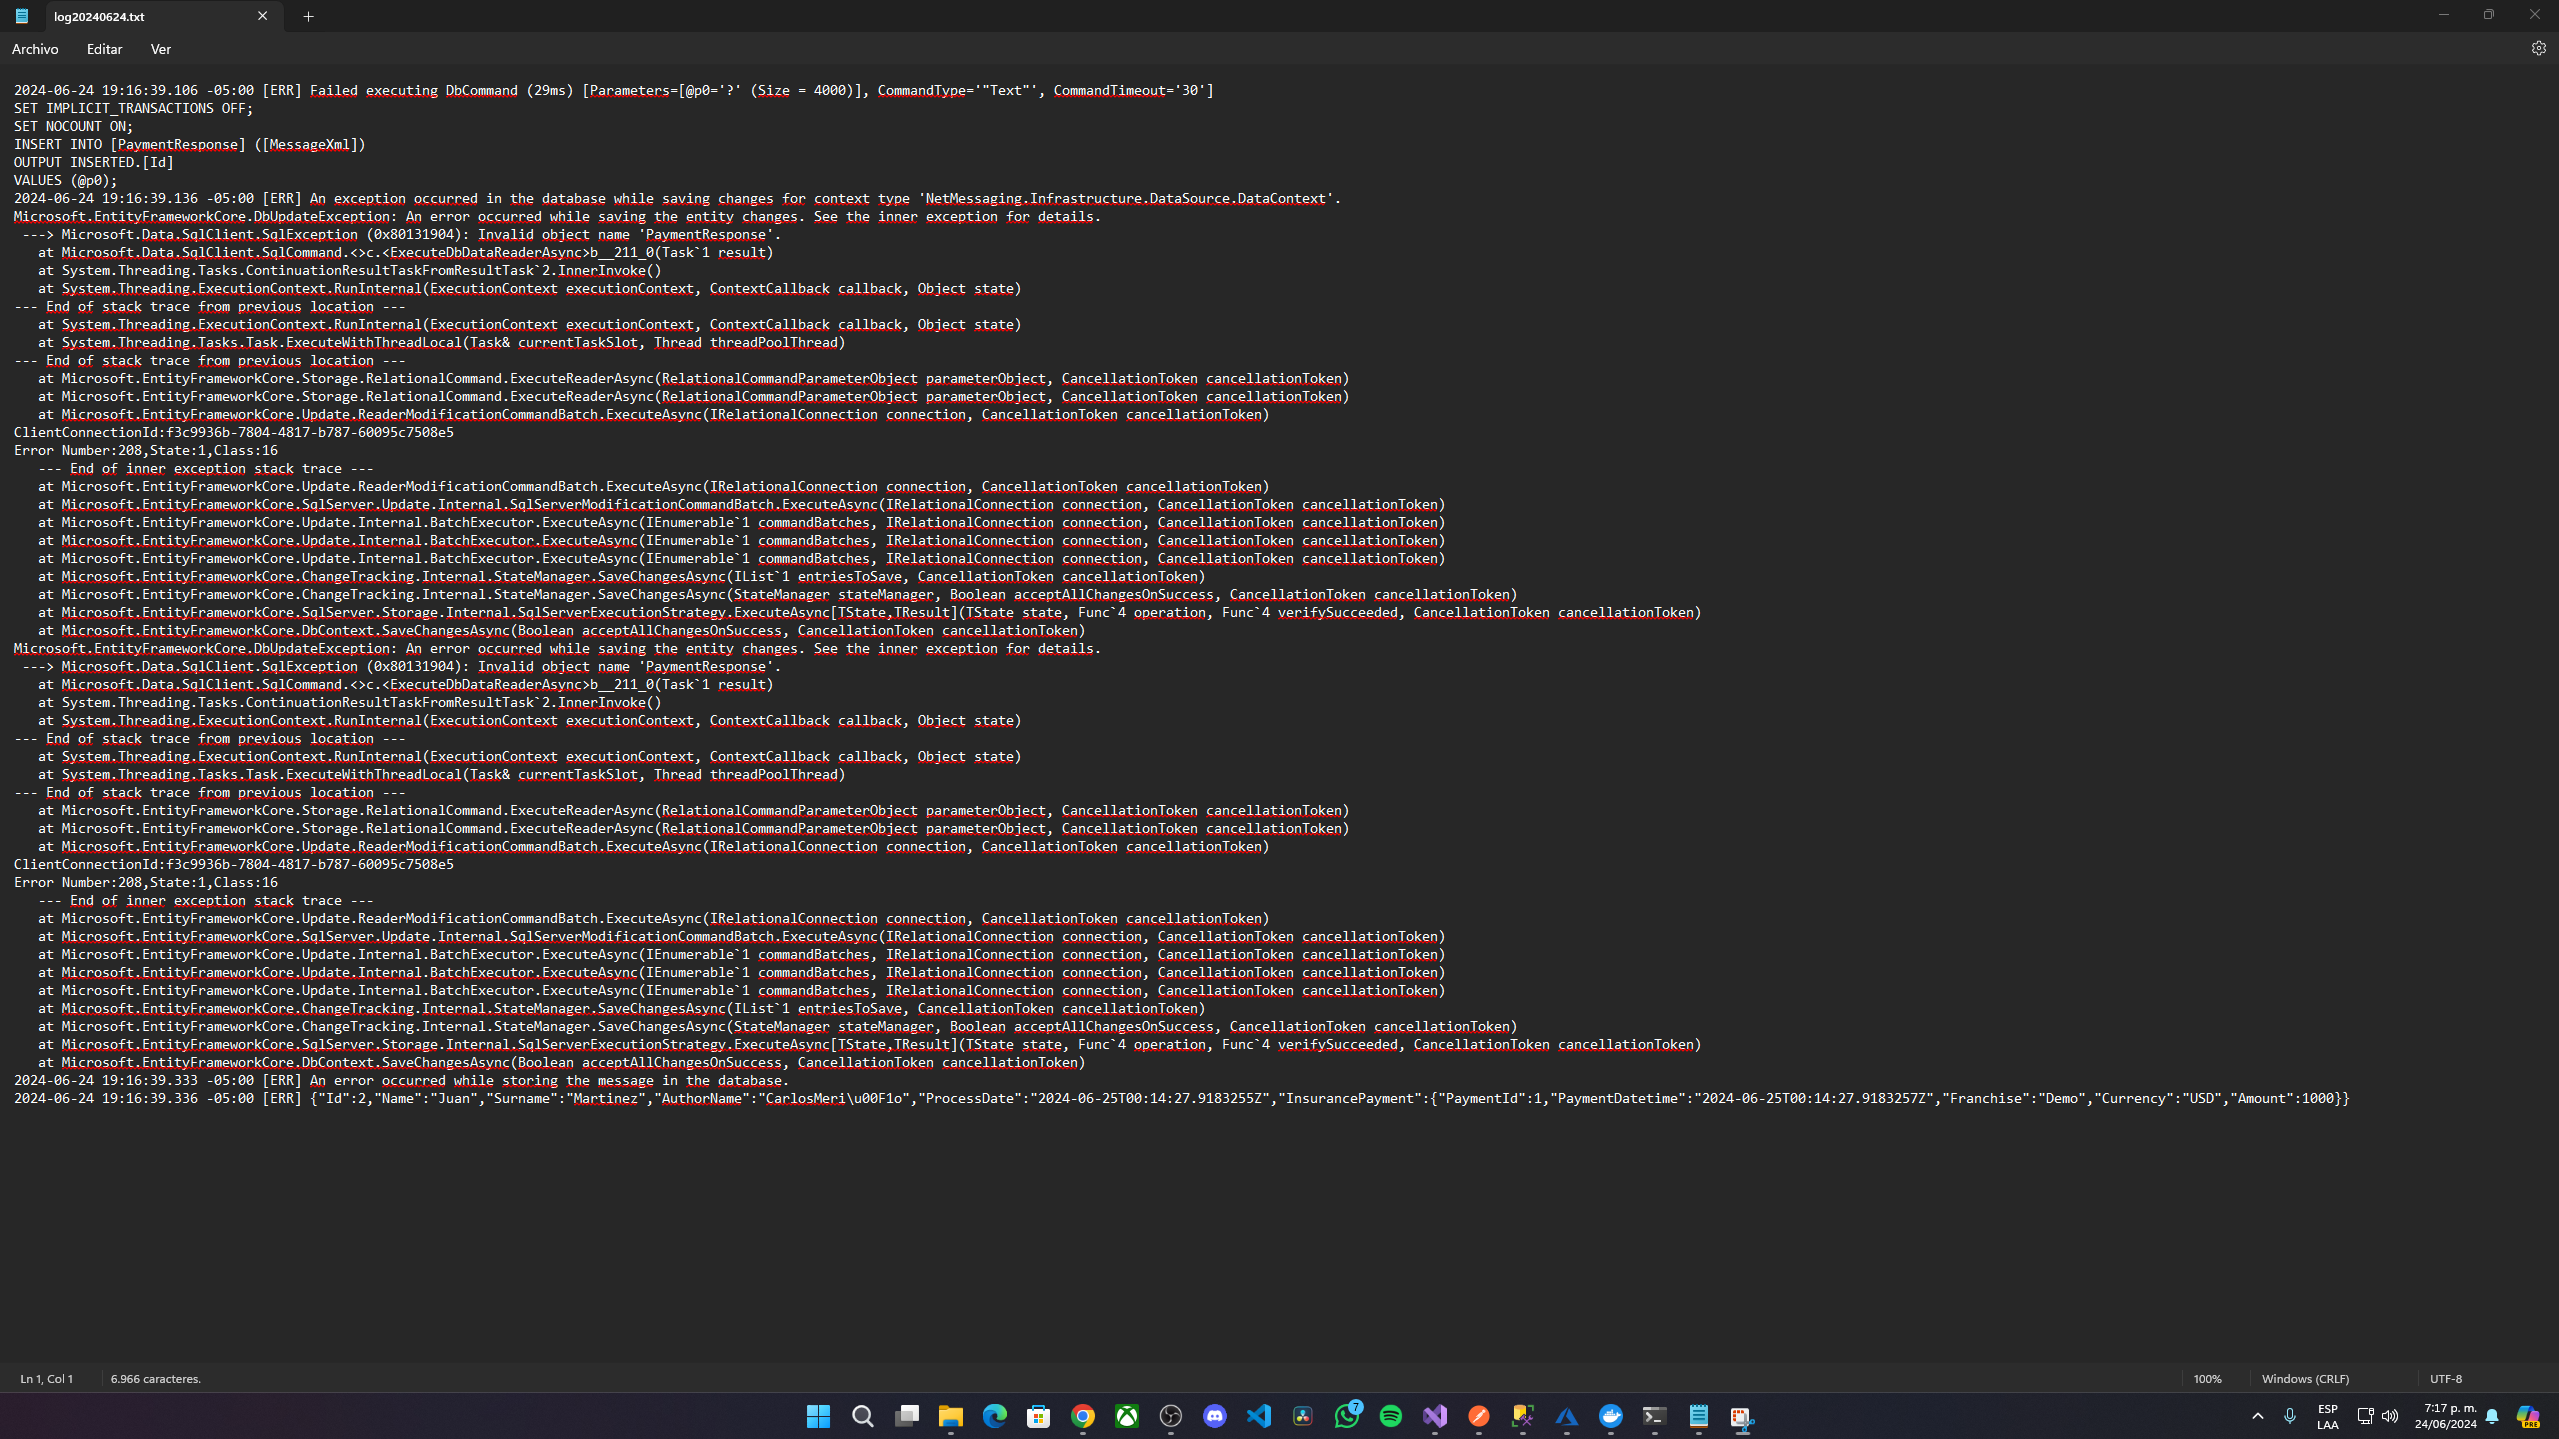 log20240624.txt
Archivo Editar Ver
2024-06-24 19:16:39.106 -05:00 [ERR] Failed executing DbCommand (29ms) [Parameters=[@p0='?' (Size = 4000)], CommandType='"Text"', CommandTimeout='30']
SET IMPLICIT_TRANSACTIONS OFF;
SET NOCOUNT ON;
INSERT INTO [PaymentResponse] ([MessageXml])
OUTPUT INSERTED.[Id]
VALUES (@p0);
2024-06-24 19:16:39.136 -05:00 [ERR] An exception occurred in the database while saving changes for context type 'NetMessaging.Infrastructure.DataSource.DataContext'.
Microsoft.EntityFrameworkCore.DbUpdateException: An error occurred while saving the entity changes. See the inner exception for details.
 ---> Microsoft.Data.SqlClient.SqlException (0x80131904): Invalid object name 'PaymentResponse'.
   at Microsoft.Data.SqlClient.SqlCommand.<>c.<ExecuteDbDataReaderAsync>b__211_0(Task`1 result)
   at System.Threading.Tasks.ContinuationResultTaskFromResultTask`2.InnerInvoke()
   at System.Threading.ExecutionContext.RunInternal(ExecutionContext executionContext, ContextCallback callback, Object state)
--- End of stack trace from previous location ---
   at System.Threading.ExecutionContext.RunInternal(ExecutionContext executionContext, ContextCallback callback, Object state)
   at System.Threading.Tasks.Task.ExecuteWithThreadLocal(Task& currentTaskSlot, Thread threadPoolThread)
--- End of stack trace from previous location ---
   at Microsoft.EntityFrameworkCore.Storage.RelationalCommand.ExecuteReaderAsync(RelationalCommandParameterObject parameterObject, CancellationToken cancellationToken)
   at Microsoft.EntityFrameworkCore.Storage.RelationalCommand.ExecuteReaderAsync(RelationalCommandParameterObject parameterObject, CancellationToken cancellationToken)
   at Microsoft.EntityFrameworkCore.Update.ReaderModificationCommandBatch.ExecuteAsync(IRelationalConnection connection, CancellationToken cancellationToken)
ClientConnectionId:f3c9936b-7804-4817-b787-60095c7508e5
Error Number:208,State:1,Class:16
   --- End of inner exception stack trace ---
   at Microsoft.EntityFrameworkCore.Update.ReaderModificationCommandBatch.ExecuteAsync(IRelationalConnection connection, CancellationToken cancellationToken)
   at Microsoft.EntityFrameworkCore.SqlServer.Update.Internal.SqlServerModificationCommandBatch.ExecuteAsync(IRelationalConnection connection, CancellationToken cancellationToken)
   at Microsoft.EntityFrameworkCore.Update.Internal.BatchExecutor.ExecuteAsync(IEnumerable`1 commandBatches, IRelationalConnection connection, CancellationToken cancellationToken)
   at Microsoft.EntityFrameworkCore.Update.Internal.BatchExecutor.ExecuteAsync(IEnumerable`1 commandBatches, IRelationalConnection connection, CancellationToken cancellationToken)
   at Microsoft.EntityFrameworkCore.Update.Internal.BatchExecutor.ExecuteAsync(IEnumerable`1 commandBatches, IRelationalConnection connection, CancellationToken cancellationToken)
   at Microsoft.EntityFrameworkCore.ChangeTracking.Internal.StateManager.SaveChangesAsync(IList`1 entriesToSave, CancellationToken cancellationToken)
   at Microsoft.EntityFrameworkCore.ChangeTracking.Internal.StateManager.SaveChangesAsync(StateManager stateManager, Boolean acceptAllChangesOnSuccess, CancellationToken cancellationToken)
   at Microsoft.EntityFrameworkCore.SqlServer.Storage.Internal.SqlServerExecutionStrategy.ExecuteAsync[TState,TResult](TState state, Func`4 operation, Func`4 verifySucceeded, CancellationToken cancellationToken)
   at Microsoft.EntityFrameworkCore.DbContext.SaveChangesAsync(Boolean acceptAllChangesOnSuccess, CancellationToken cancellationToken)
Microsoft.EntityFrameworkCore.DbUpdateException: An error occurred while saving the entity changes. See the inner exception for details.
 ---> Microsoft.Data.SqlClient.SqlException (0x80131904): Invalid object name 'PaymentResponse'.
   at Microsoft.Data.SqlClient.SqlCommand.<>c.<ExecuteDbDataReaderAsync>b__211_0(Task`1 result)
   at System.Threading.Tasks.ContinuationResultTaskFromResultTask`2.InnerInvoke()
   at System.Threading.ExecutionContext.RunInternal(ExecutionContext executionContext, ContextCallback callback, Object state)
--- End of stack trace from previous location ---
   at System.Threading.ExecutionContext.RunInternal(ExecutionContext executionContext, ContextCallback callback, Object state)
   at System.Threading.Tasks.Task.ExecuteWithThreadLocal(Task& currentTaskSlot, Thread threadPoolThread)
--- End of stack trace from previous location ---
   at Microsoft.EntityFrameworkCore.Storage.RelationalCommand.ExecuteReaderAsync(RelationalCommandParameterObject parameterObject, CancellationToken cancellationToken)
   at Microsoft.EntityFrameworkCore.Storage.RelationalCommand.ExecuteReaderAsync(RelationalCommandParameterObject parameterObject, CancellationToken cancellationToken)
   at Microsoft.EntityFrameworkCore.Update.ReaderModificationCommandBatch.ExecuteAsync(IRelationalConnection connection, CancellationToken cancellationToken)
ClientConnectionId:f3c9936b-7804-4817-b787-60095c7508e5
Error Number:208,State:1,Class:16
   --- End of inner exception stack trace ---
   at Microsoft.EntityFrameworkCore.Update.ReaderModificationCommandBatch.ExecuteAsync(IRelationalConnection connection, CancellationToken cancellationToken)
   at Microsoft.EntityFrameworkCore.SqlServer.Update.Internal.SqlServerModificationCommandBatch.ExecuteAsync(IRelationalConnection connection, CancellationToken cancellationToken)
   at Microsoft.EntityFrameworkCore.Update.Internal.BatchExecutor.ExecuteAsync(IEnumerable`1 commandBatches, IRelationalConnection connection, CancellationToken cancellationToken)
   at Microsoft.EntityFrameworkCore.Update.Internal.BatchExecutor.ExecuteAsync(IEnumerable`1 commandBatches, IRelationalConnection connection, CancellationToken cancellationToken)
   at Microsoft.EntityFrameworkCore.Update.Internal.BatchExecutor.ExecuteAsync(IEnumerable`1 commandBatches, IRelationalConnection connection, CancellationToken cancellationToken)
   at Microsoft.EntityFrameworkCore.ChangeTracking.Internal.StateManager.SaveChangesAsync(IList`1 entriesToSave, CancellationToken cancellationToken)
   at Microsoft.EntityFrameworkCore.ChangeTracking.Internal.StateManager.SaveChangesAsync(StateManager stateManager, Boolean acceptAllChangesOnSuccess, CancellationToken cancellationToken)
   at Microsoft.EntityFrameworkCore.SqlServer.Storage.Internal.SqlServerExecutionStrategy.ExecuteAsync[TState,TResult](TState state, Func`4 operation, Func`4 verifySucceeded, CancellationToken cancellationToken)
   at Microsoft.EntityFrameworkCore.DbContext.SaveChangesAsync(Boolean acceptAllChangesOnSuccess, CancellationToken cancellationToken)
2024-06-24 19:16:39.333 -05:00 [ERR] An error occurred while storing the message in the database.
2024-06-24 19:16:39.336 -05:00 [ERR] {"Id":2,"Name":"Juan","Surname":"Martinez","AuthorName":"CarlosMeri\u00F1o","ProcessDate":"2024-06-25T00:14:27.9183255Z","InsurancePayment":{"PaymentId":1,"PaymentDatetime":"2024-06-25T00:14:27.9183257Z","Franchise":"Demo","Currency":"USD","Amount":1000}}
Ln 1, Col 1 6.966 caracteres. 100% Windows (CRLF) UTF-8
7
PRE
ESP
LAA
7:17 p. m.
24/06/2024